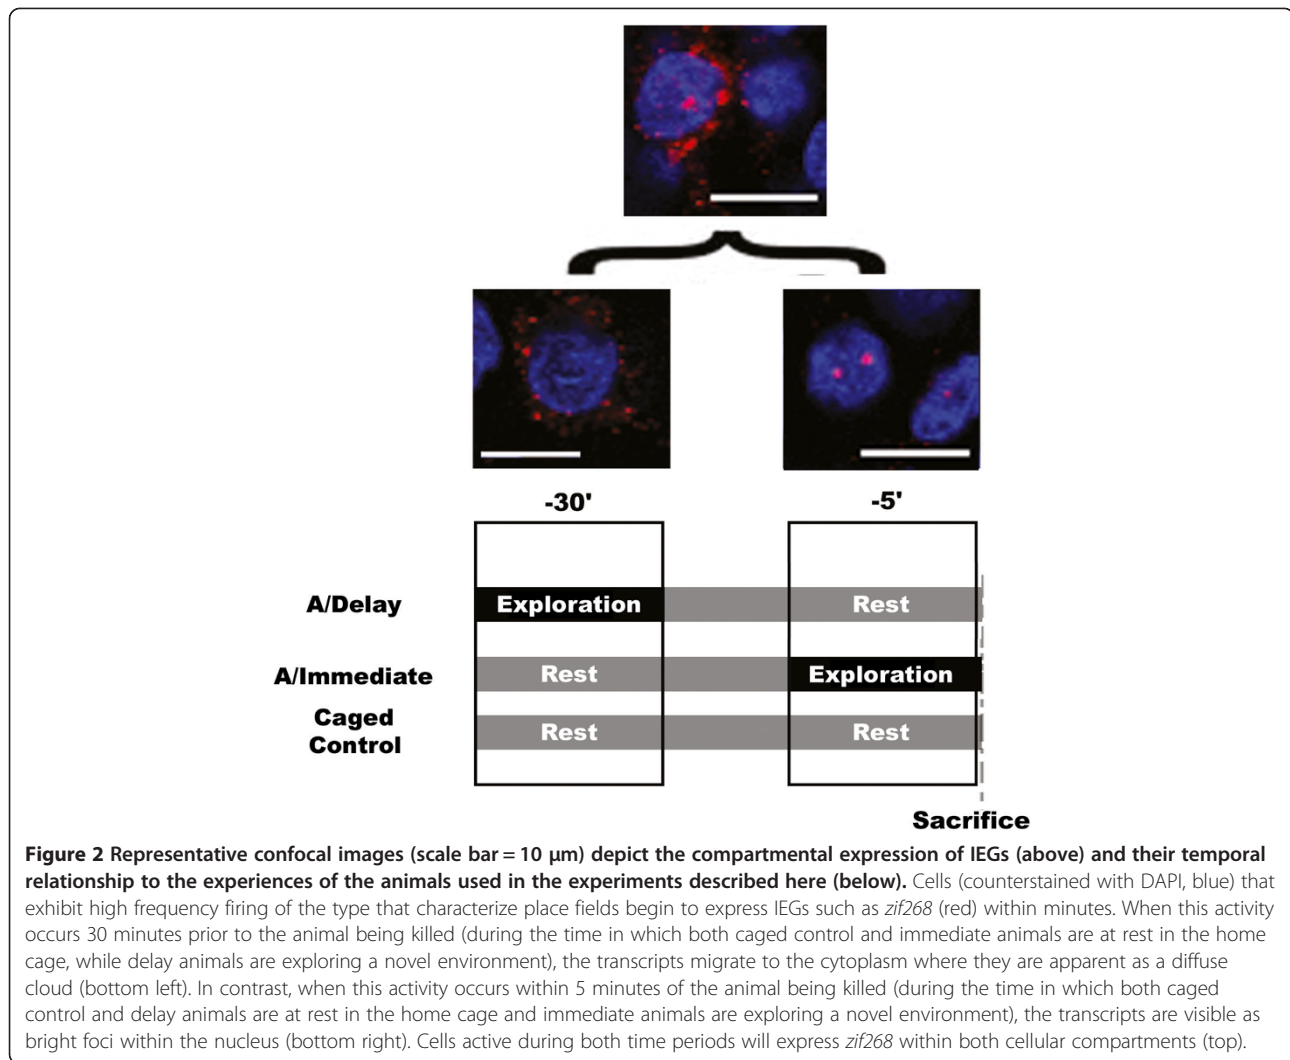 -30' -5'
A/Delay Exploration Rest
A/Immediate Rest Exploration
Caged
Control Rest Rest
Sacrifice
Figure 2 Representative confocal images (scale bar = 10 μm) depict the compartmental expression of IEGs (above) and their temporal
relationship to the experiences of the animals used in the experiments described here (below). Cells (counterstained with DAPI, blue) that
exhibit high frequency firing of the type that characterize place fields begin to express IEGs such as zif268 (red) within minutes. When this activity
occurs 30 minutes prior to the animal being killed (during the time in which both caged control and immediate animals are at rest in the home
cage, while delay animals are exploring a novel environment), the transcripts migrate to the cytoplasm where they are apparent as a diffuse
cloud (bottom left). In contrast, when this activity occurs within 5 minutes of the animal being killed (during the time in which both caged
control and delay animals are at rest in the home cage and immediate animals are exploring a novel environment), the transcripts are visible as
bright foci within the nucleus (bottom right). Cells active during both time periods will express zif268 within both cellular compartments (top).